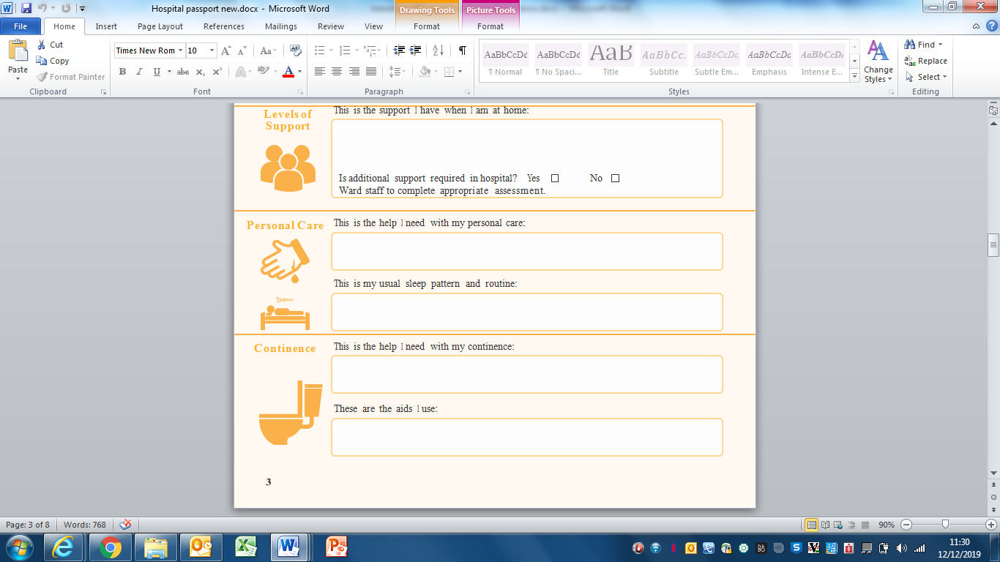 Hospital passport new.docx - Microsoft Word
Drawing Tools
Picture Tools
File
Home
Insert
Page Layout
References
Mailings
Review
View
Format
Format
Paste
Cut
Copy
Format Painter
Clipboard
Times New Rom
10
Font
Paragraph
AaBbCcDc
¶ Normal
AaBbCcDc
¶ No Spaci...
AaB
Title
AaBbCc.
Subtitle
AaBbCcDc
Subtle Em...
AaBbCcDc
Emphasis
AaBbCcDc
Intense E...
Styles
Change
Styles
Find
Replace
Select
Editing
Levels of
Support
This is the support I have when I am at home:
Is additional support required in hospital? Yes No
Ward staff to complete appropriate assessment.
Personal Care
This is the help I need with my personal care:
This is my usual sleep pattern and routine:
Continence
This is the help I need with my continence:
These are the aids I use:
3
Page: 3 of 8
Words: 768
90%
11:30
12/12/2019